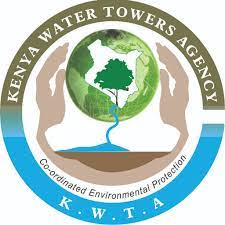 KENYA WATER TOWERS AGENCY
Co-ordinated Environmental Protection
K.W.T.A